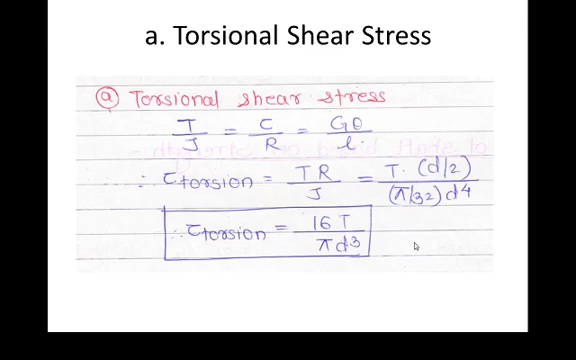 a. Torsional Shear Stress
ⓐ Torsional shear stress
T/J = τ/R = Gθ/l
∴ τtorsion = TR/J = T·(d/2)/(π/32)d4
∴ τtorsion = 16T/πd3